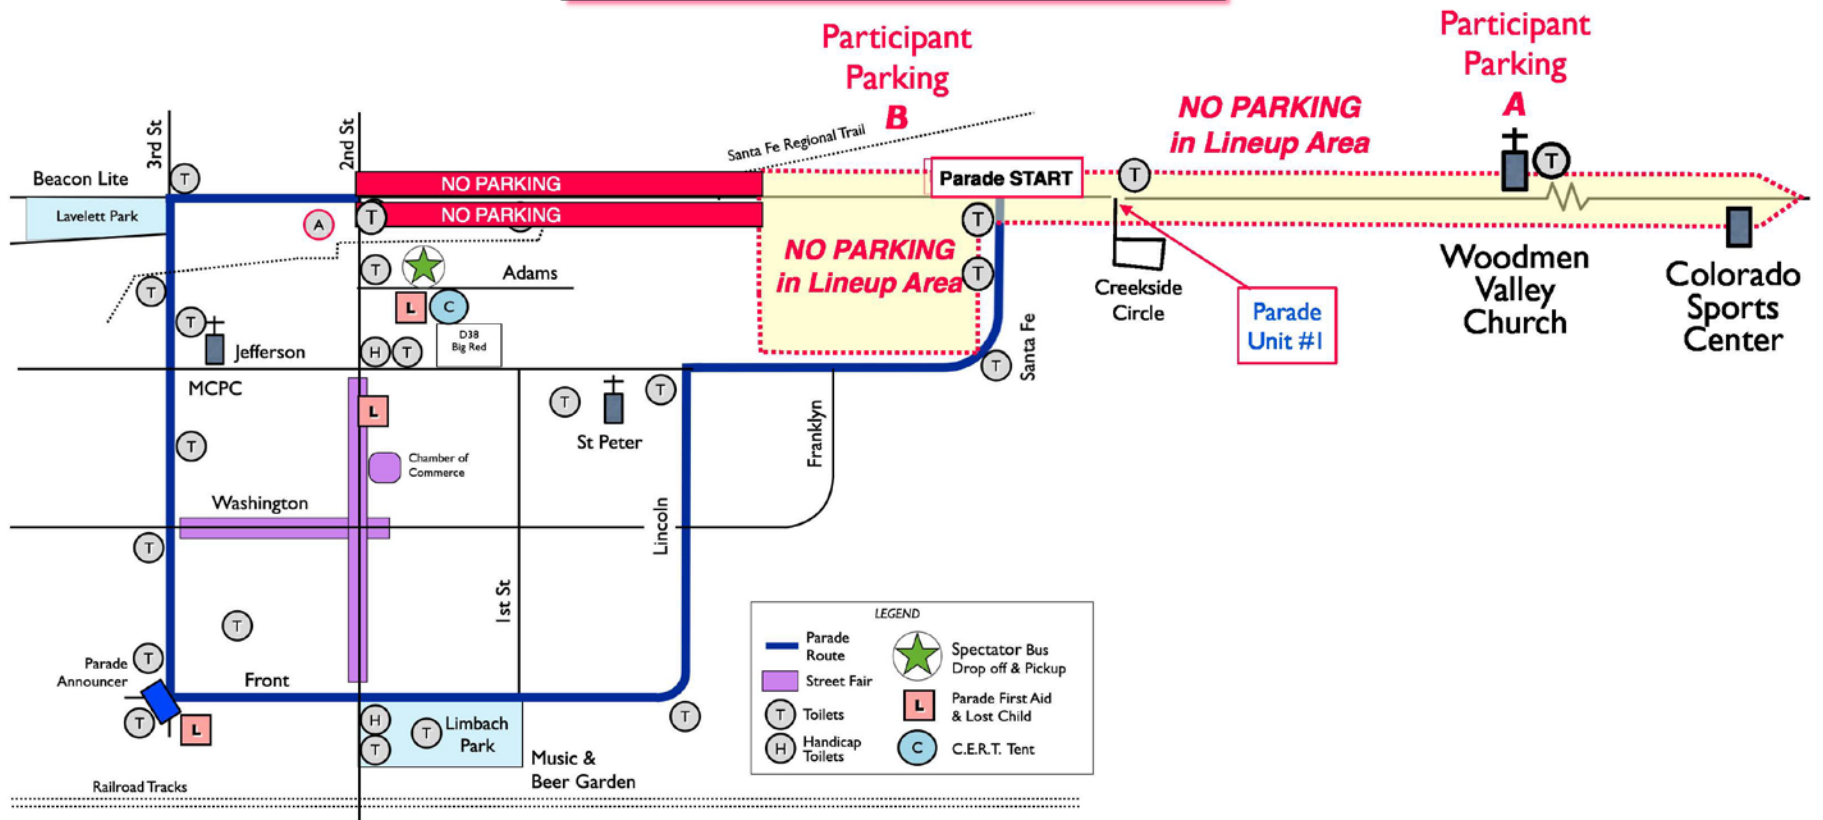 Participant
Parking
B
Participant
Parking
A
NO PARKING
in Lineup Area
3rd St
2nd St
Santa Fe Regional Trail
Beacon Lite
NO PARKING
Parade START
T
T
T
Lavelett Park
A
T
NO PARKING
T
NO PARKING
in Lineup Area
T
T
Adams
T
L
C
Creekside
Circle
Parade
Unit #1
Woodmen
Valley
Church
Colorado
Sports
Center
T
D38
Big Red
Jefferson
H
T
Santa Fe
T
MCPC
L
T
St Peter
T
Franklyn
T
Chamber of
Commerce
Washington
Lincoln
T
1st St
T
Parade
Announcer
T
Front
T
L
H
T
T
Limbach
Park
T
Music &
Beer Garden
Railroad Tracks
LEGEND
Parade
Route
Street Fair
T
Toilets
H
Handicap
Toilets
Spectator Bus
Drop off & Pickup
L
Parade First Aid
& Lost Child
C
C.E.R.T. Tent